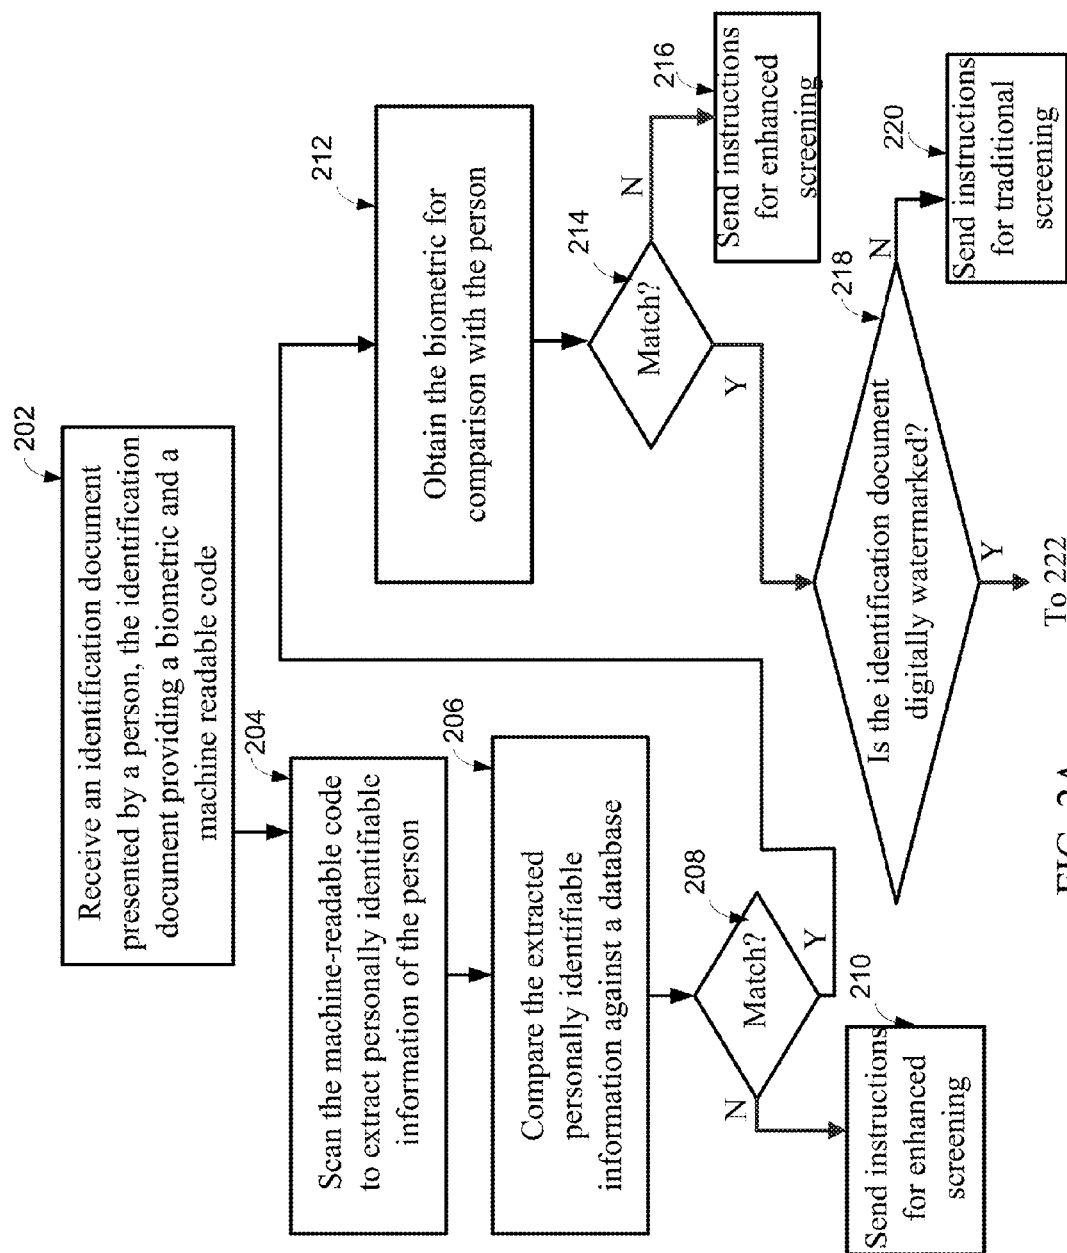 202
Receive an identification document
presented by a person, the identification
document providing a biometric and a
machine readable code
204
Scan the machine-readable code
to extract personally identifiable
information of the person
206
Compare the extracted
personally identifiable
information against a database
208
Match?
N
Y
210
Send instructions
for enhanced
screening
212
Obtain the biometric for
comparison with the person
214
Match?
N
Y
216
Send instructions
for enhanced
screening
218
Is the identification document
digitally watermarked?
N
Y
220
Send instructions
for traditional
screening
To 222
FIG. 2A